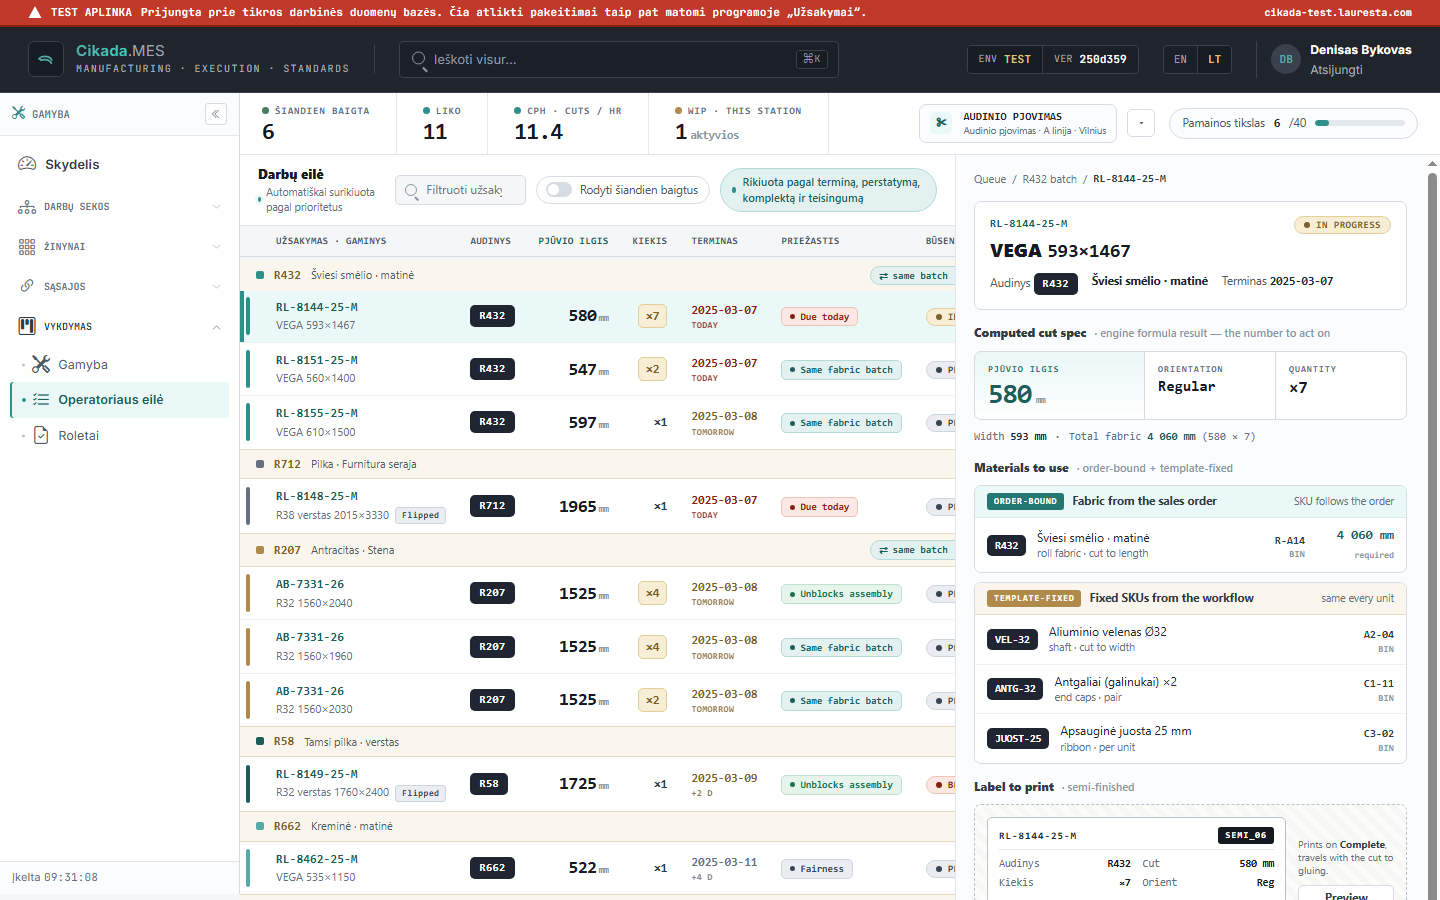 TEST APLINKA Prijungta prie tikros darbinės duomenų bazės. Čia atlikti pakeitimai taip pat matomi programoje „Užsakymai“.
cikada-test.lauresta.com
Cikada.MES
MANUFACTURING · EXECUTION · STANDARDS
Ieškoti visur...
⌘K
ENV TEST
VER 250d359
EN
LT
DB
Denisas Bykovas
Atsijungti
GAMYBA
ŠIANDIEN BAIGTA
6
LIKO
11
CPH · CUTS / HR
11.4
WIP · THIS STATION
1 aktyvios
AUDINIO PJOVIMAS
Audinio pjovimas · A linija · Vilnius
Pamainos tikslas 6 /40
Skydelis
DARBŲ SEKOS
ŽINYNAI
SĄSAJOS
VYKDYMAS
Gamyba
Operatoriaus eilė
Roletai
Įkelta 09:31:08
Darbų eilė
Automatiškai surikiuota
pagal prioritetus
Filtruoti užsak
Rodyti šiandien baigtus
Rikiuota pagal terminą, perstatymą,
komplektą ir teisingumą
UŽSAKYMAS · GAMINYS
AUDINYS
PJŪVIO ILGIS
KIEKIS
TERMINAS
PRIEŽASTIS
BŪSEN
R432 Šviesi smėlio · matinė
⇄ same batch
RL-8144-25-M
VEGA 593×1467
R432
580 mm
×7
2025-03-07
TODAY
Due today
RL-8151-25-M
VEGA 560×1400
R432
547 mm
×2
2025-03-07
TODAY
Same fabric batch
RL-8155-25-M
VEGA 610×1500
R432
597 mm
×1
2025-03-08
TOMORROW
Same fabric batch
R712 Pilka · Furnitura seraja
RL-8148-25-M
R38 verstas 2015×3330 Flipped
R712
1965 mm
×1
2025-03-07
TODAY
Due today
R207 Antracitas · Stena
⇄ same batch
AB-7331-26
R32 1560×2040
R207
1525 mm
×4
2025-03-08
TOMORROW
Unblocks assembly
AB-7331-26
R32 1560×1960
R207
1525 mm
×4
2025-03-08
TOMORROW
Same fabric batch
AB-7331-26
R32 1560×2030
R207
1525 mm
×2
2025-03-08
TOMORROW
Same fabric batch
R58 Tamsi pilka · verstas
RL-8149-25-M
R32 verstas 1760×2400 Flipped
R58
1725 mm
×1
2025-03-09
+2 D
Unblocks assembly
R662 Kreminė · matinė
RL-8462-25-M
VEGA 535×1150
R662
522 mm
×1
2025-03-11
+4 D
Fairness
Queue / R432 batch / RL-8144-25-M
RL-8144-25-M
IN PROGRESS
VEGA 593×1467
Audinys R432 Šviesi smėlio · matinė Terminas 2025-03-07
Computed cut spec · engine formula result — the number to act on
PJŪVIO ILGIS
580 mm
ORIENTATION
Regular
QUANTITY
×7
Width 593 mm · Total fabric 4 060 mm (580 × 7)
Materials to use · order-bound + template-fixed
ORDER-BOUND Fabric from the sales order
SKU follows the order
R432
Šviesi smėlio · matinė
roll fabric · cut to length
R-A14
BIN
4 060 mm
required
TEMPLATE-FIXED Fixed SKUs from the workflow
same every unit
VEL-32
Aliuminio velenas Ø32
shaft · cut to width
A2-04
BIN
ANTG-32
Antgaliai (galinukai) ×2
end caps · pair
C1-11
BIN
JUOST-25
Apsauginė juosta 25 mm
ribbon · per unit
C3-02
BIN
Label to print · semi-finished
RL-8144-25-M
SEMI_06
Audinys R432 Cut 580 mm
Kiekis ×7 Orient Reg
Prints on Complete,
travels with the cut to
gluing.
Preview